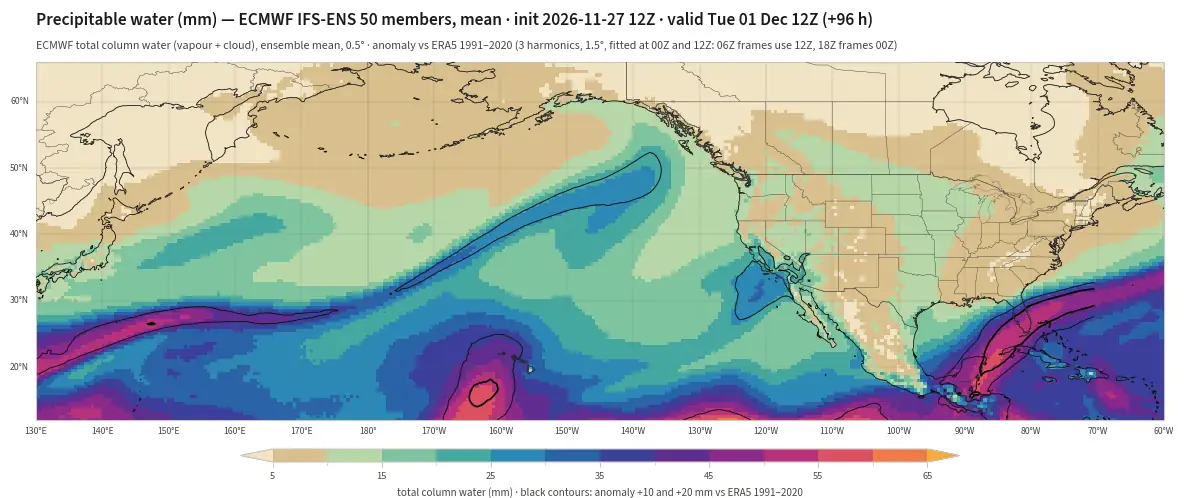 Precipitable water (mm) — ECMWF IFS-ENS 50 members, mean · init 2026-11-27 12Z · valid Tue 01 Dec 12Z (+96 h)
ECMWF total column water (vapour + cloud), ensemble mean, 0.5° · anomaly vs ERA5 1991–2020 (3 harmonics, 1.5°, fitted at 00Z and 12Z: 06Z frames use 12Z, 18Z frames 00Z)
60°N
50°N
40°N
30°N
20°N
130°E 140°E 150°E 160°E 170°E 180° 170°W 160°W 150°W 140°W 130°W 120°W 110°W 100°W 90°W 80°W 70°W 60°W
5 15 25 35 45 55 65
total column water (mm) · black contours: anomaly +10 and +20 mm vs ERA5 1991–2020